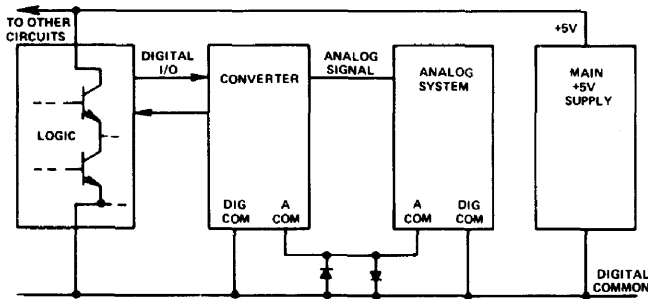 TO OTHER
CIRCUITS
+5V
DIGITAL
I/O
CONVERTER
ANALOG
SIGNAL
ANALOG
SYSTEM
MAIN
+5V
SUPPLY
LOGIC
DIG
COM
A
COM
A
COM
DIG
COM
DIGITAL
COMMON